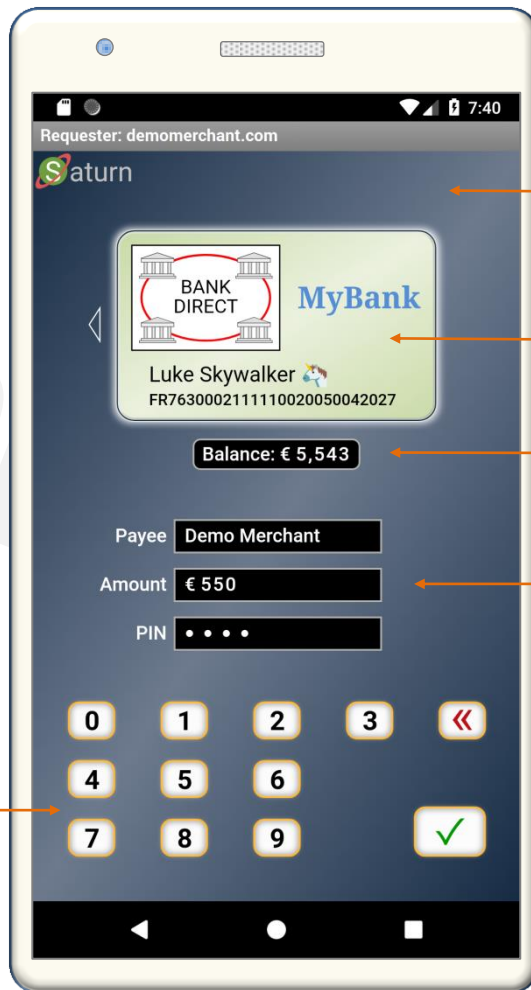 7:40
Requester: demomerchant.com
Saturn
BANK
DIRECT
MyBank
Luke Skywalker 🦄
FR7630002111110020050042027
Balance: € 5,543
Payee Demo Merchant
Amount € 550
PIN • • • •
0 1 2 3 «
4 5 6
7 8 9 ✓